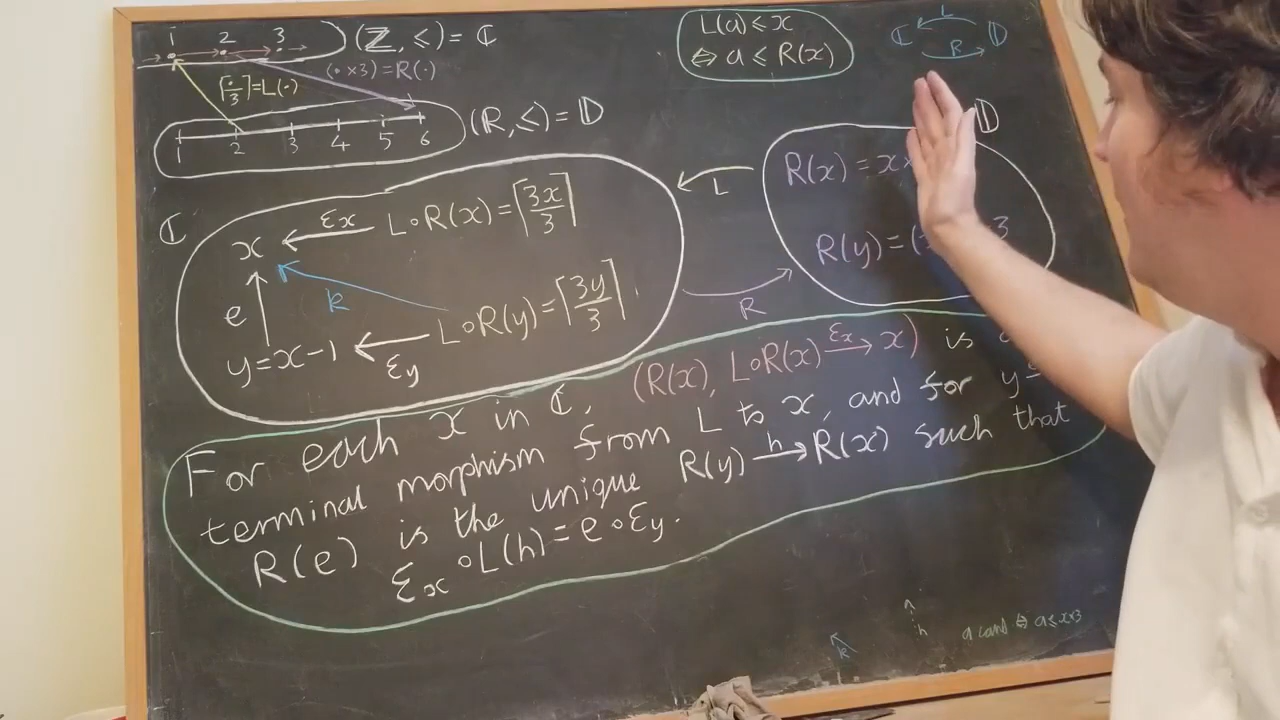 1 2 3
(ℤ, ≤) = ℂ
(· ×3) = R(·)
⌈·/3⌉ = L(·)
1 2 3 4 5 6
(R, ≤) = 𝔻
L(a) ≤ x
⇔ a ≤ R(x)
L
ℂ 𝔻
R
ℂ
x ← εx L∘R(x) = ⌈3x/3⌉
e k
y = x-1 ← εy L∘R(y) = ⌈3y/3⌉
L
R
𝔻
R(x) = x
R(y) = (
3
For each x in ℂ, (R(x), L∘R(x) →εx x) is
terminal morphism from L to x, and for y
R(e) is the unique R(y) →h R(x) such that
εx ∘ L(h) = e ∘ εy.
k
h
⇔ a ≤ x×3